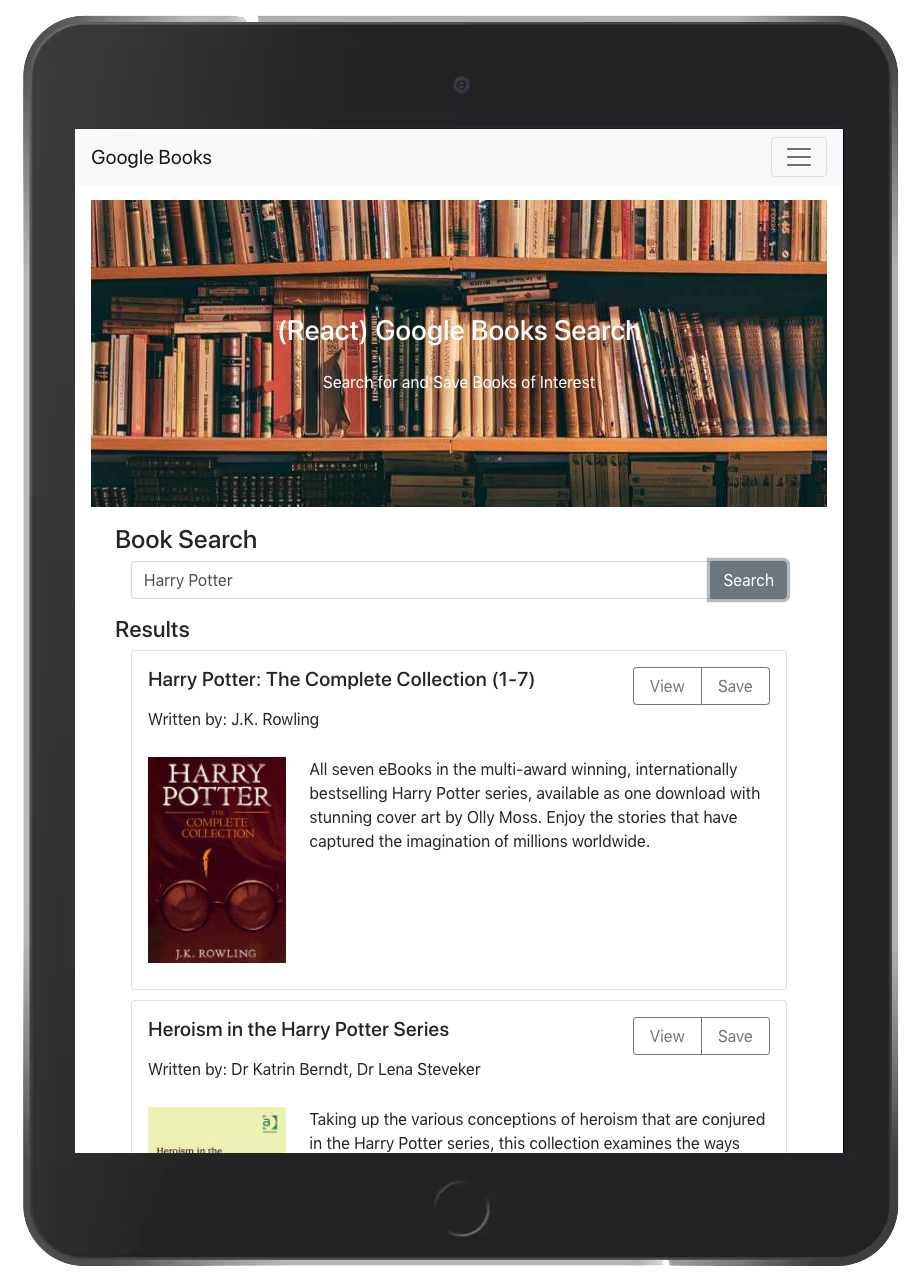 Google Books
(React) Google Books Search
Search for and Save Books of Interest
Book Search
Harry Potter
Search
Results
Harry Potter: The Complete Collection (1-7)
View
Save
Written by: J.K. Rowling
HARRY
POTTER
THE
COMPLETE
COLLECTION
J.K. ROWLING
All seven eBooks in the multi-award winning, internationally
bestselling Harry Potter series, available as one download with
stunning cover art by Olly Moss. Enjoy the stories that have
captured the imagination of millions worldwide.
Heroism in the Harry Potter Series
View
Save
Written by: Dr Katrin Berndt, Dr Lena Steveker
a
Heroism in the
Taking up the various conceptions of heroism that are conjured
in the Harry Potter series, this collection examines the ways